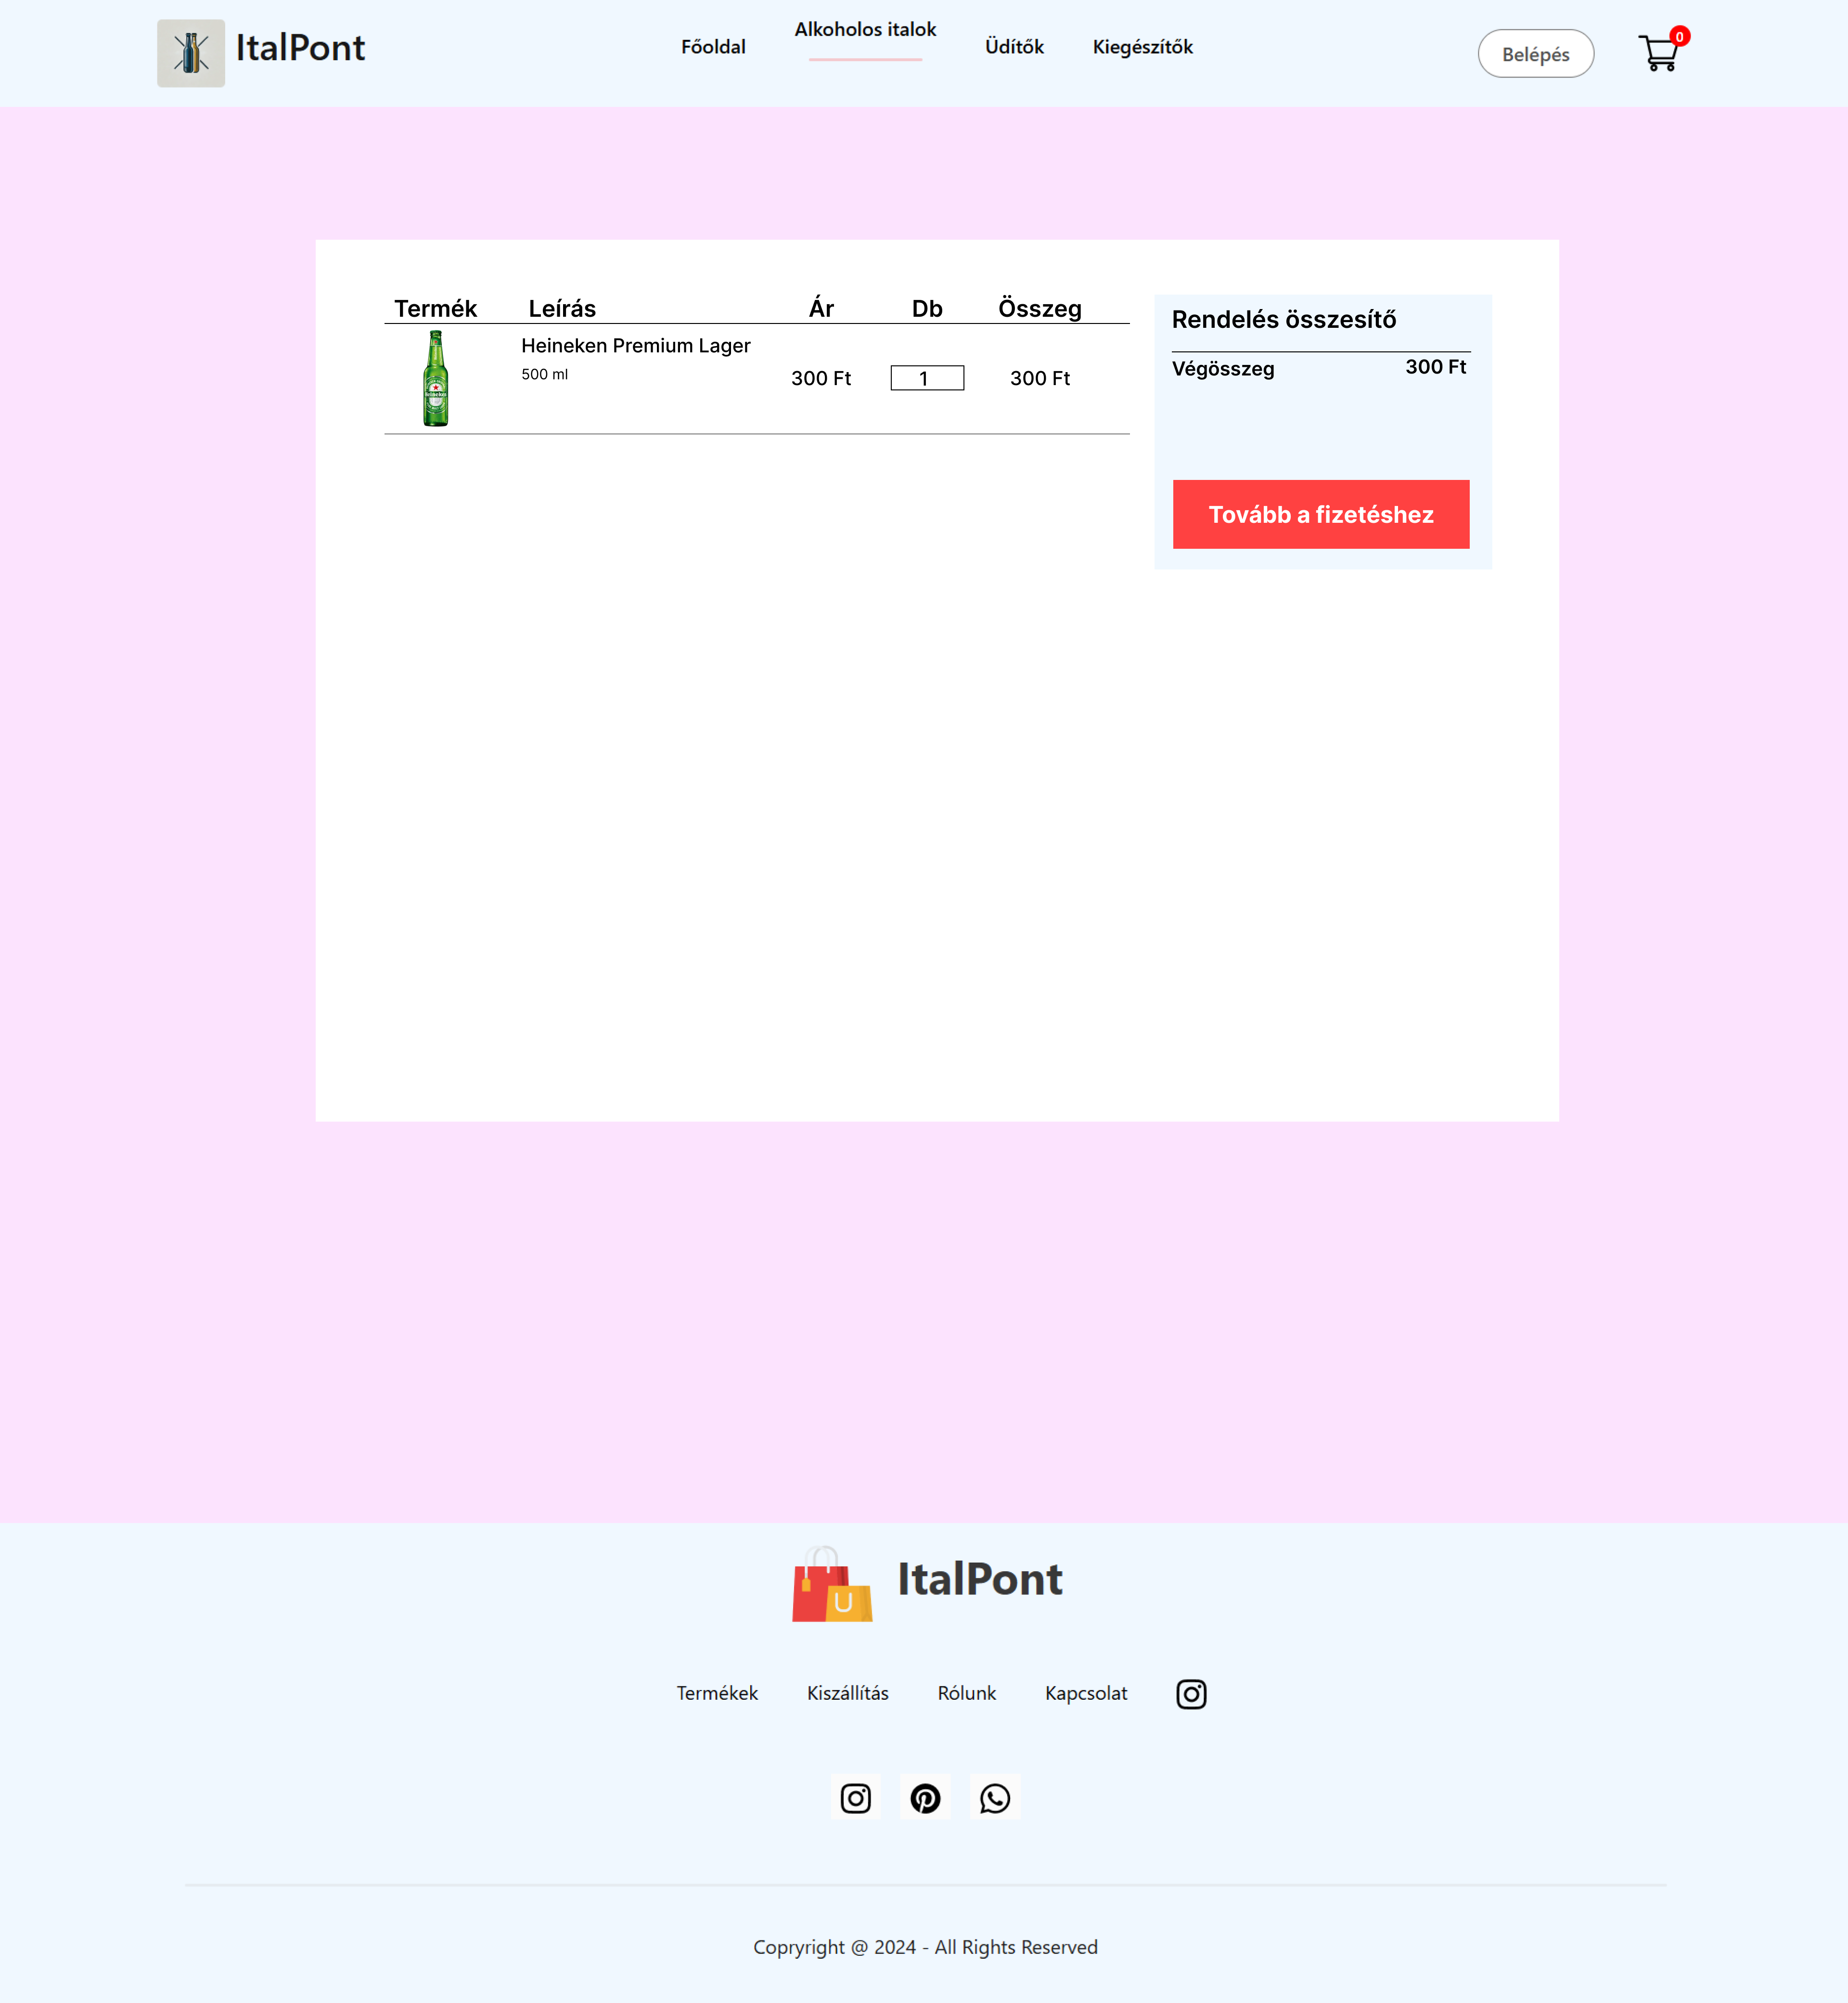 ItalPont
Főoldal
Alkoholos italok
Üdítők
Kiegészítők
Belépés
0
Termék
Leírás
Ár
Db
Összeg
Heineken Premium Lager
500 ml
300 Ft
1
300 Ft
Rendelés összesítő
Végösszeg
300 Ft
Tovább a fizetéshez
ItalPont
Termékek
Kiszállítás
Rólunk
Kapcsolat
Copryright @ 2024 - All Rights Reserved